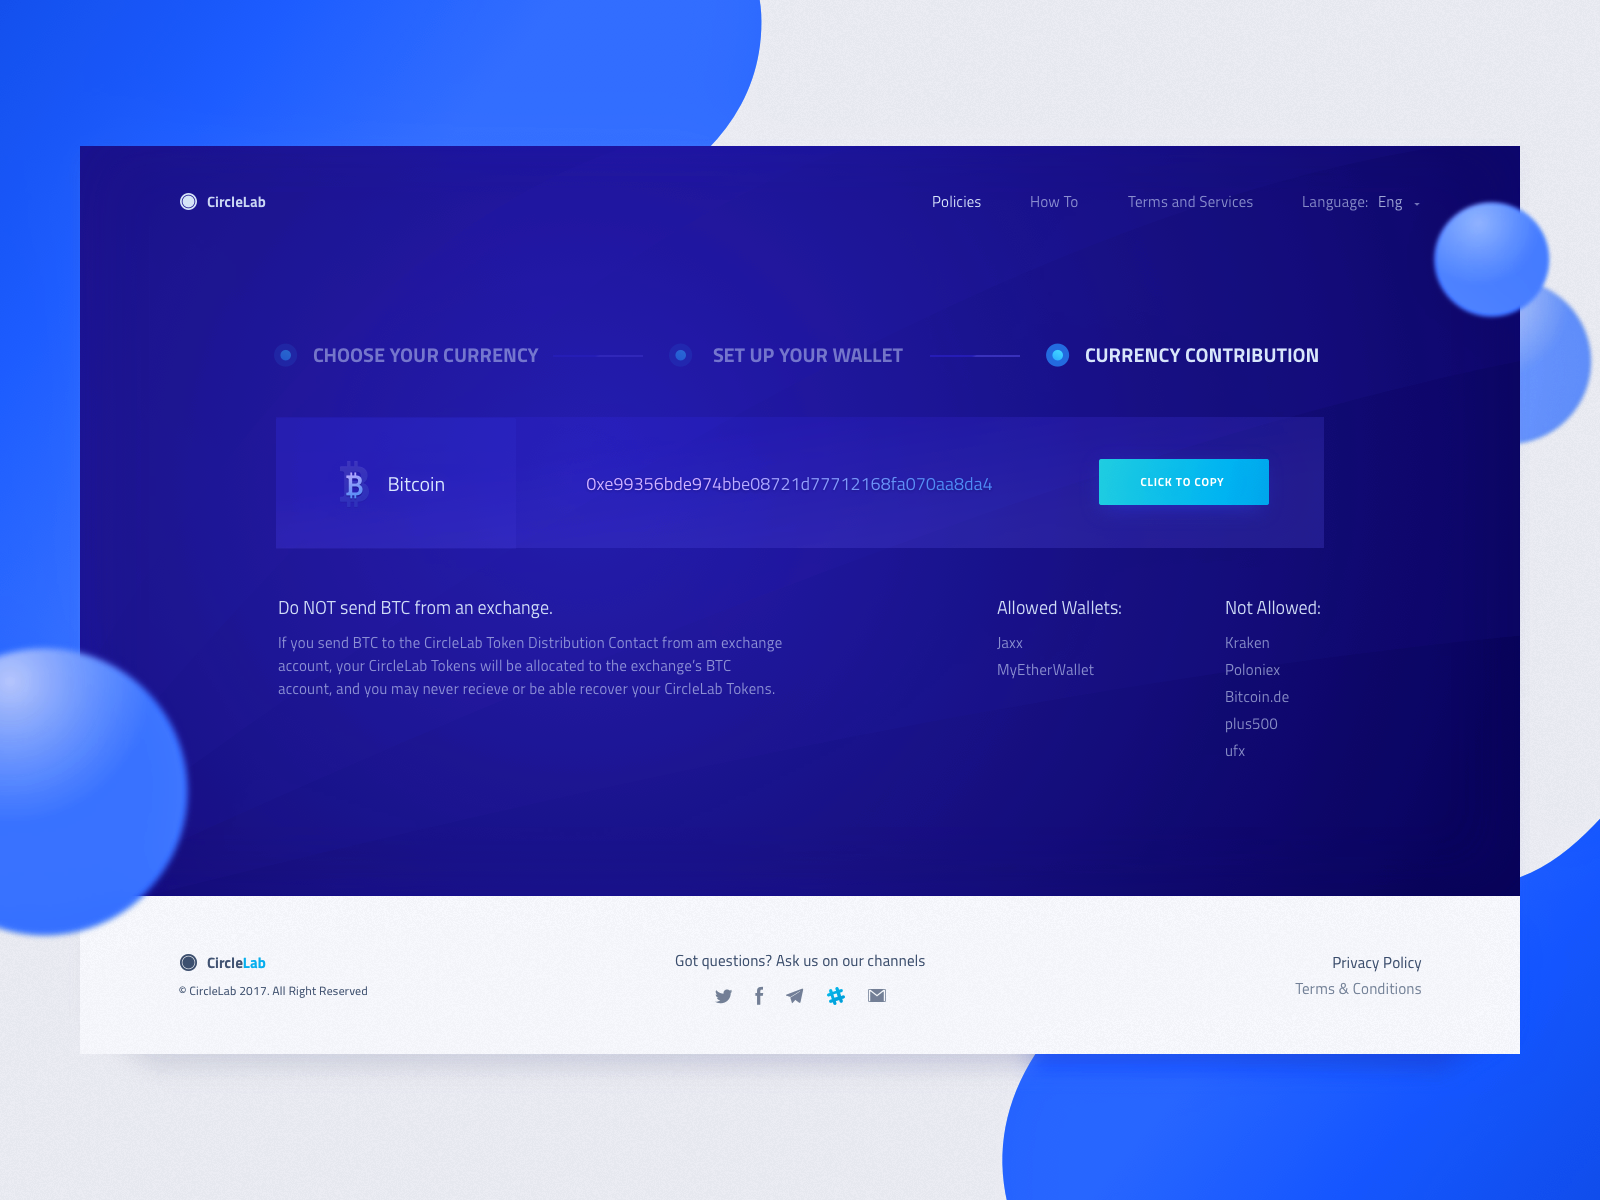 CircleLab
Policies How To Terms and Services Language: Eng
CHOOSE YOUR CURRENCY SET UP YOUR WALLET CURRENCY CONTRIBUTION
Bitcoin 0xe99356bde974bbe08721d77712168fa070aa8da4 CLICK TO COPY
Do NOT send BTC from an exchange.
If you send BTC to the CircleLab Token Distribution Contact from am exchange
account, your CircleLab Tokens will be allocated to the exchange's BTC
account, and you may never recieve or be able recover your CircleLab Tokens.
Allowed Wallets:
Jaxx
MyEtherWallet
Not Allowed:
Kraken
Poloniex
Bitcoin.de
plus500
ufx
CircleLab
© CircleLab 2017. All Right Reserved
Got questions? Ask us on our channels
Privacy Policy
Terms & Conditions